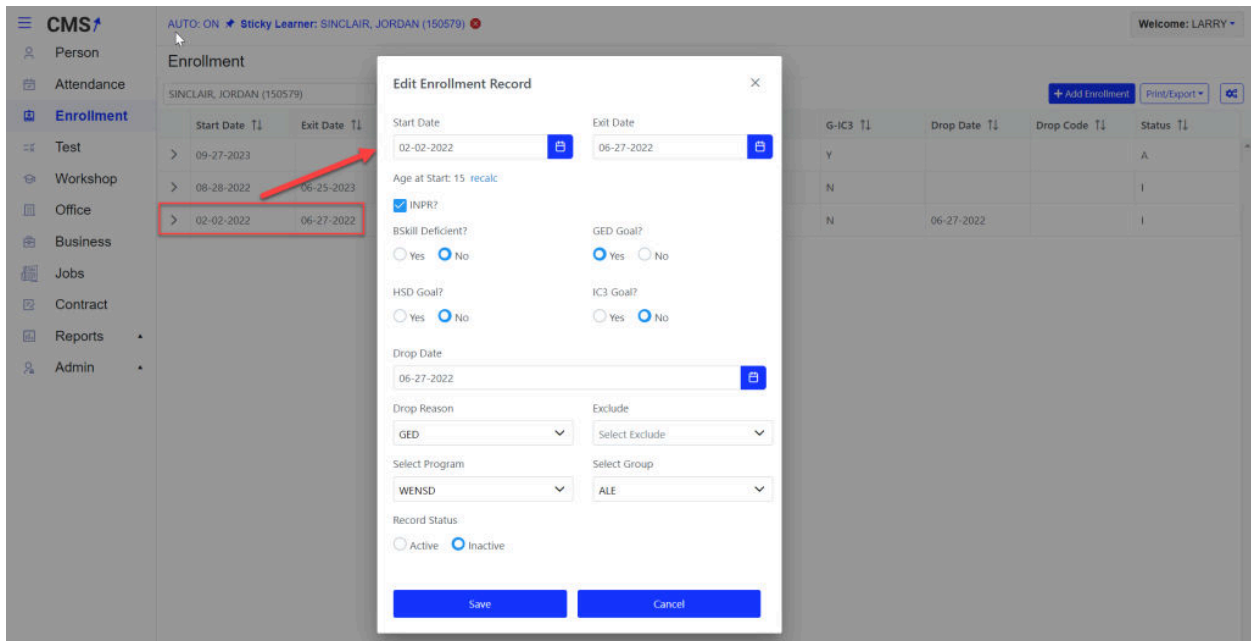 CMS
AUTO: ON Sticky Learner: SINCLAIR, JORDAN (150579)
Welcome: LARRY
Person
Attendance
Enrollment
Test
Workshop
Office
Business
Jobs
Contract
Reports
Admin
Enrollment
SINCLAIR, JORDAN (150579)
+ Add Enrollment Print/Export
Start Date Exit Date G-IC3 Drop Date Drop Code Status
09-27-2023 Y A
08-28-2022 06-25-2023 N I
02-02-2022 06-27-2022 N 06-27-2022 I
Edit Enrollment Record
Start Date Exit Date
02-02-2022 06-27-2022
Age at Start: 15 recalc
INPR?
BSkill Deficient? GED Goal?
Yes No Yes No
HSD Goal? IC3 Goal?
Yes No Yes No
Drop Date
06-27-2022
Drop Reason Exclude
GED Select Exclude
Select Program Select Group
WENSD ALE
Record Status
Active Inactive
Save Cancel